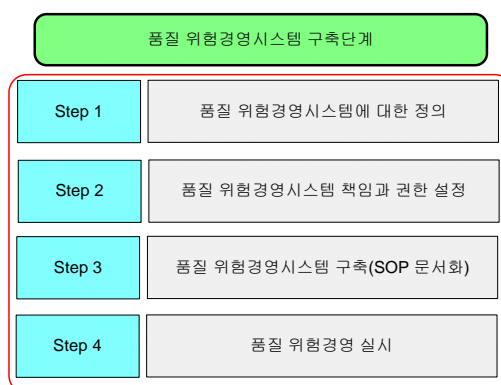 품질 위험경영시스템 구축단계
Step 1
품질 위험경영시스템에 대한 정의
Step 2
품질 위험경영시스템 책임과 권한 설정
Step 3
품질 위험경영시스템 구축(SOP 문서화)
Step 4
품질 위험경영 실시